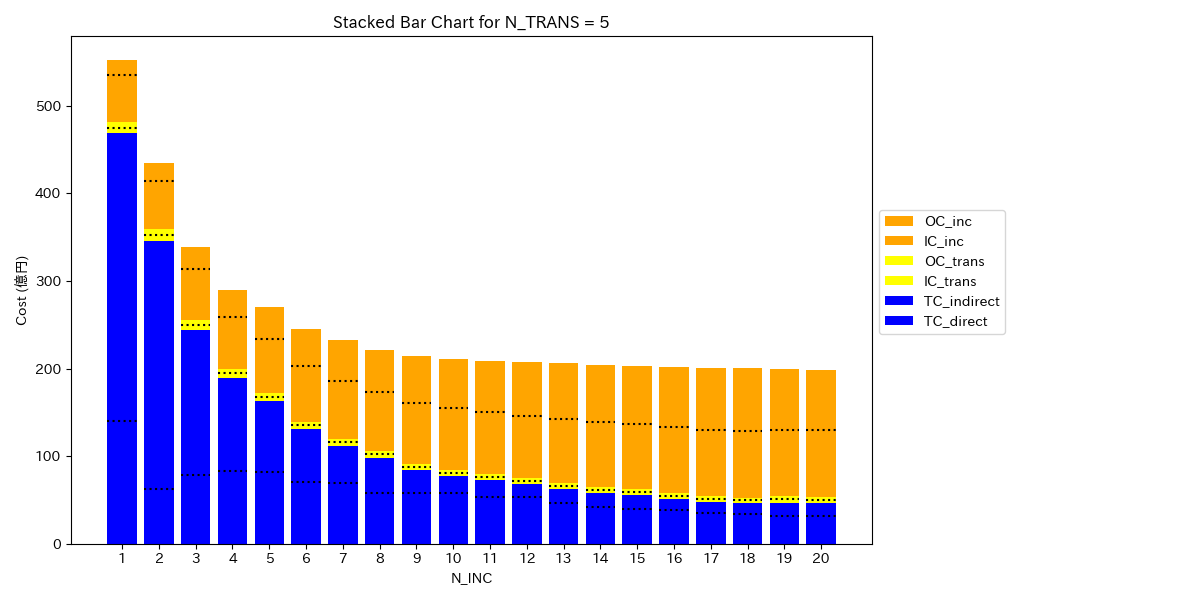 Stacked Bar Chart for N_TRANS = 5
Cost (億円)
500
400
300
200
100
0
1 2 3 4 5 6 7 8 9 10 11 12 13 14 15 16 17 18 19 20
N_INC
OC_inc
IC_inc
OC_trans
IC_trans
TC_indirect
TC_direct